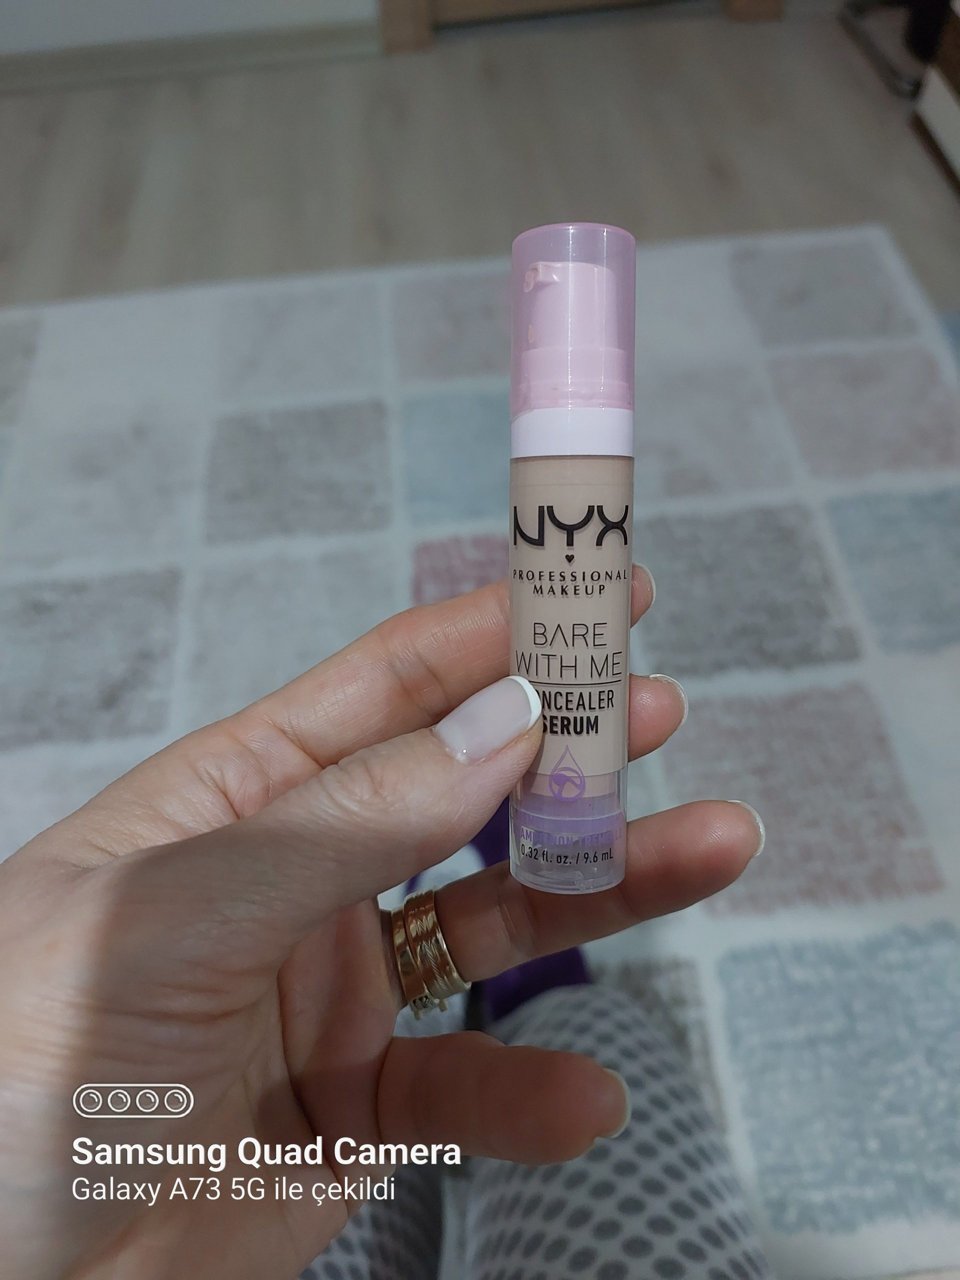 NYX
PROFESSIONAL
MAKEUP
BARE
WITH ME
ONCEALER
SERUM
0.32 fl. oz. / 9.6 mL
Samsung Quad Camera
Galaxy A73 5G ile çekildi